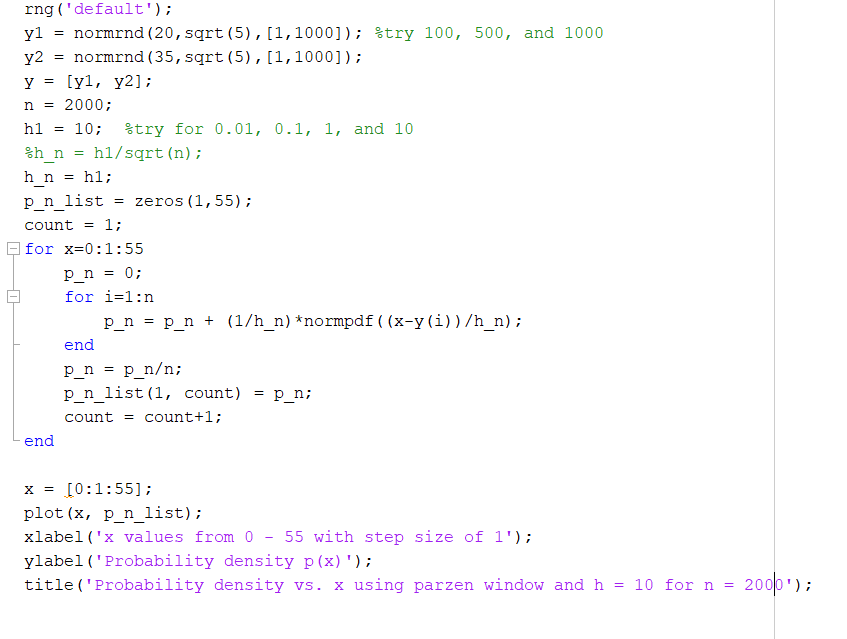 rng('default');
y1 = normrnd(20,sqrt(5),[1,1000]); %try 100, 500, and 1000
y2 = normrnd(35,sqrt(5),[1,1000]);
y = [y1, y2];
n = 2000;
h1 = 10;  %try for 0.01, 0.1, 1, and 10
%h_n = h1/sqrt(n);
h_n = h1;
p_n_list = zeros(1,55);
count = 1;
for x=0:1:55
    p_n = 0;
    for i=1:n
        p_n = p_n + (1/h_n)*normpdf((x-y(i))/h_n);
    end
    p_n = p_n/n;
    p_n_list(1, count) = p_n;
    count = count+1;
end

x = [0:1:55];
plot(x, p_n_list);
xlabel('x values from 0 - 55 with step size of 1');
ylabel('Probability density p(x)');
title('Probability density vs. x using parzen window and h = 10 for n = 2000');